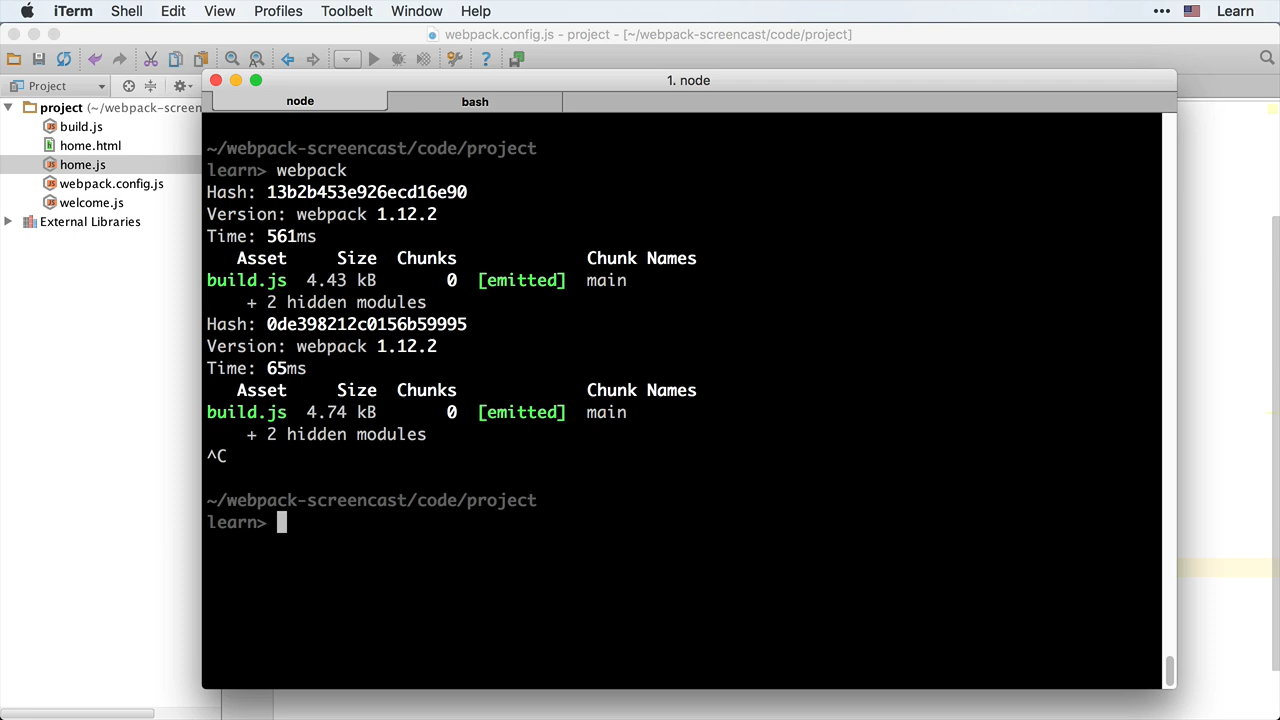 iTerm Shell Edit View Profiles Toolbelt Window Help ••• Learn
webpack.config.js - project - [~/webpack-screencast/code/project]
Project
1. node
node bash
project (~/webpack-screen
build.js
home.html
home.js
webpack.config.js
welcome.js
External Libraries
~/webpack-screencast/code/project
learn> webpack
Hash: 13b2b453e926ecd16e90
Version: webpack 1.12.2
Time: 561ms
Asset Size Chunks Chunk Names
build.js 4.43 kB 0 [emitted] main
+ 2 hidden modules
Hash: 0de398212c0156b59995
Version: webpack 1.12.2
Time: 65ms
Asset Size Chunks Chunk Names
build.js 4.74 kB 0 [emitted] main
+ 2 hidden modules
^C
~/webpack-screencast/code/project
learn>